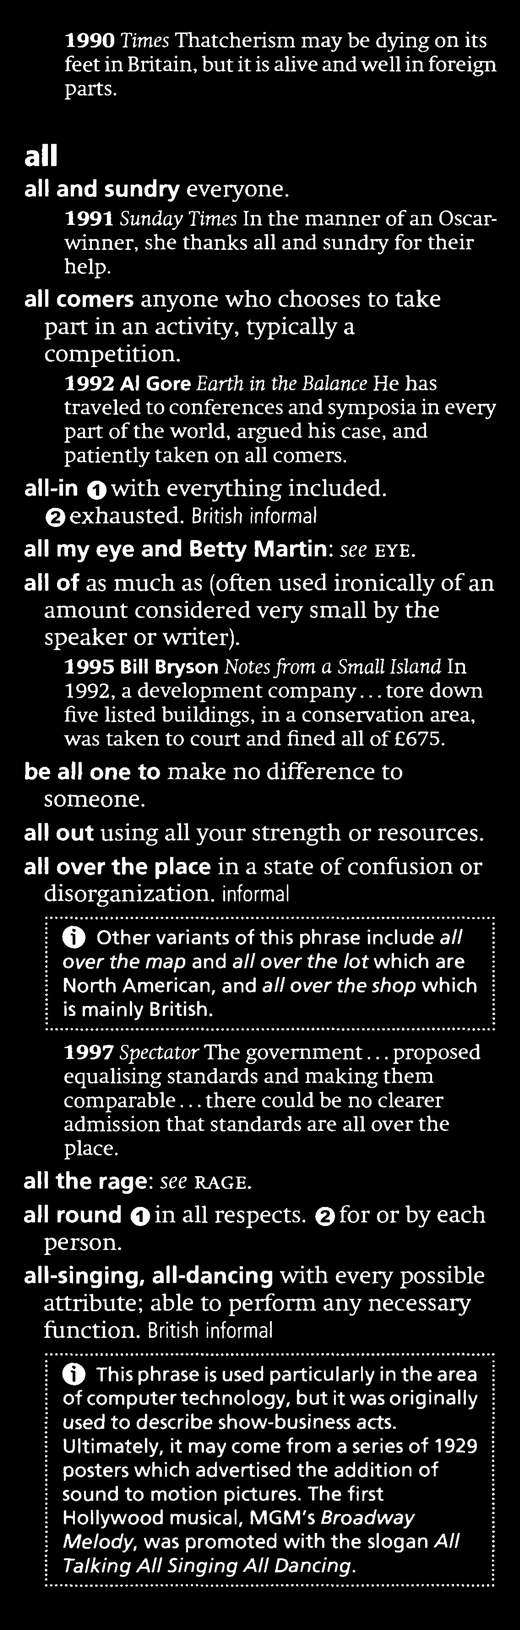 1990 Times Thatcherism may be dying on its
feet in Britain, but it is alive and well in foreign
parts.
all
all and sundry everyone.
1991 Sunday Times In the manner of an Oscar-
winner, she thanks all and sundry for their
help.
all comers anyone who chooses to take
part in an activity, typically a
competition.
1992 Al Gore Earth in the Balance He has
traveled to conferences and symposia in every
part of the world, argued his case, and
patiently taken on all comers.
all-in ❶ with everything included.
❷ exhausted. British informal
all my eye and Betty Martin: see EYE.
all of as much as (often used ironically of an
amount considered very small by the
speaker or writer).
1995 Bill Bryson Notes from a Small Island In
1992, a development company...tore down
five listed buildings, in a conservation area,
was taken to court and fined all of £675.
be all one to make no difference to
someone.
all out using all your strength or resources.
all over the place in a state of confusion or
disorganization. informal
ⓘ Other variants of this phrase include all
over the map and all over the lot which are
North American, and all over the shop which
is mainly British.
1997 Spectator The government...proposed
equalising standards and making them
comparable...there could be no clearer
admission that standards are all over the
place.
all the rage: see RAGE.
all round ❶ in all respects. ❷ for or by each
person.
all-singing, all-dancing with every possible
attribute; able to perform any necessary
function. British informal
ⓘ This phrase is used particularly in the area
of computer technology, but it was originally
used to describe show-business acts.
Ultimately, it may come from a series of 1929
posters which advertised the addition of
sound to motion pictures. The first
Hollywood musical, MGM's Broadway
Melody, was promoted with the slogan All
Talking All Singing All Dancing.